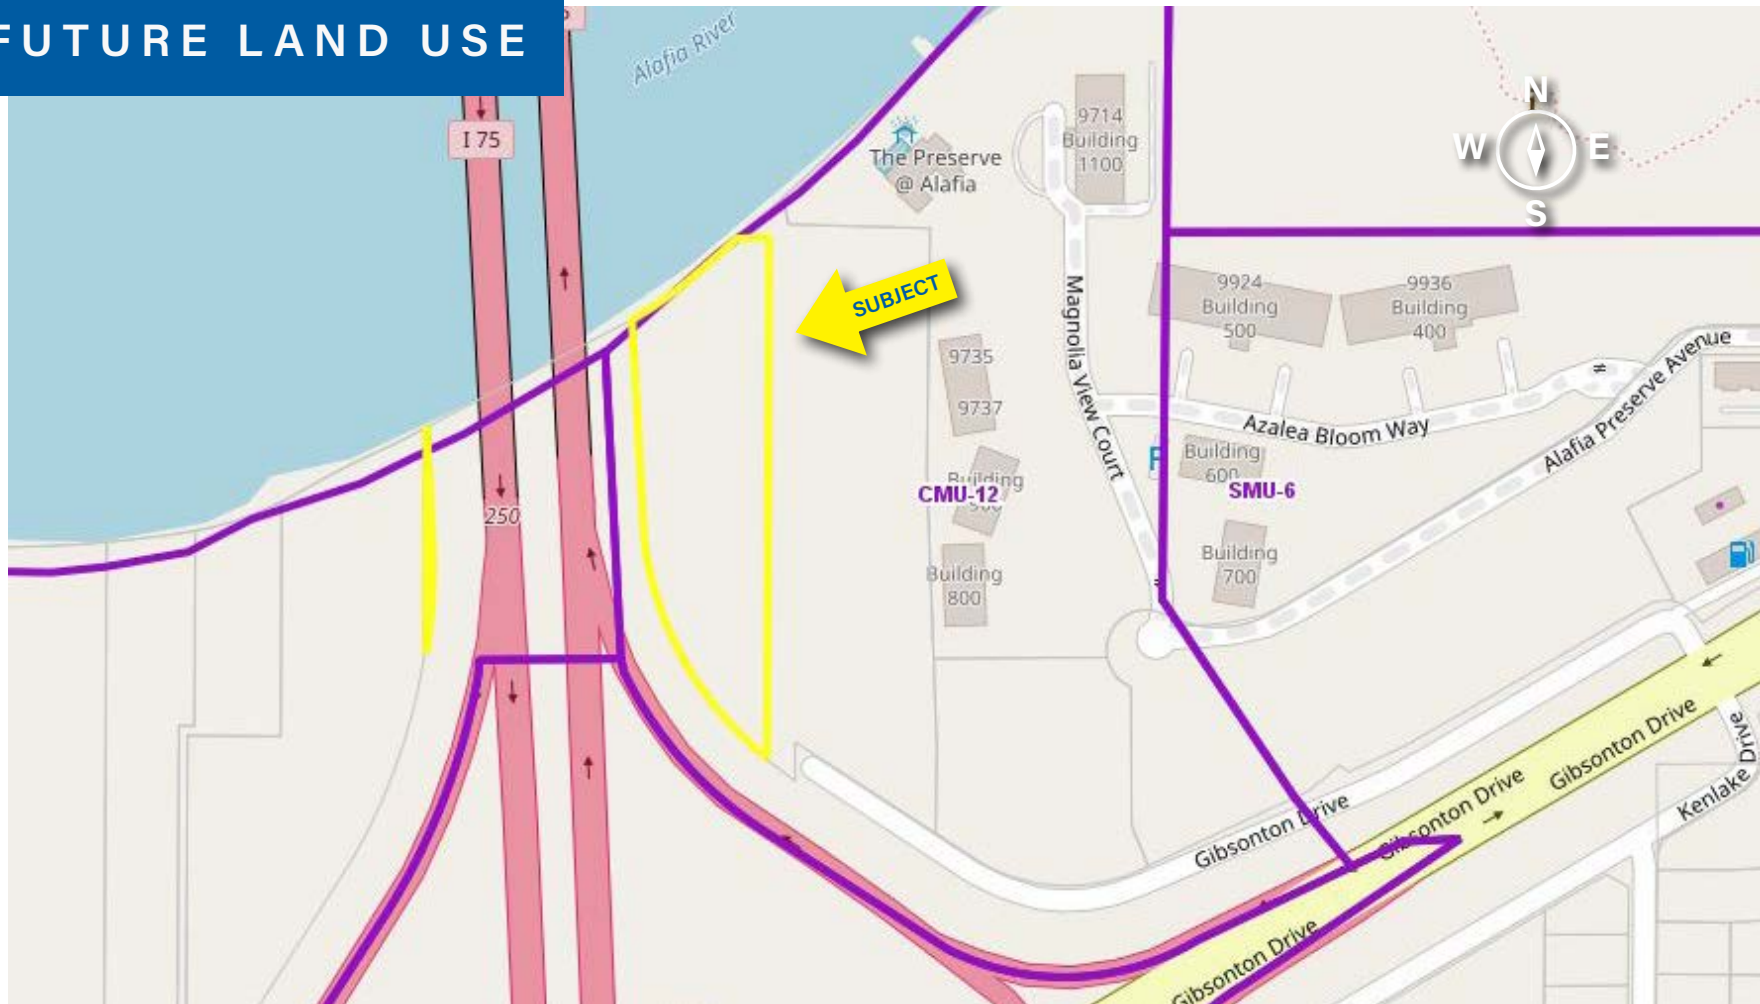 FUTURE LAND USE
Alafia River
N
W
E
S
I 75
The Preserve
@ Alafia
9714
Building
1100
SUBJECT
9924
Building
500
9936
Building
400
Magnolia View Court
9735
9737
Azalea Bloom Way
Alafia Preserve Avenue
Building
CMU-12
Building
600
SMU-6
250
Building
700
Building
800
Gibsonton Drive
Gibsonton Drive
Gibsonton Drive
Gibsonton Drive
Kenlake Drive